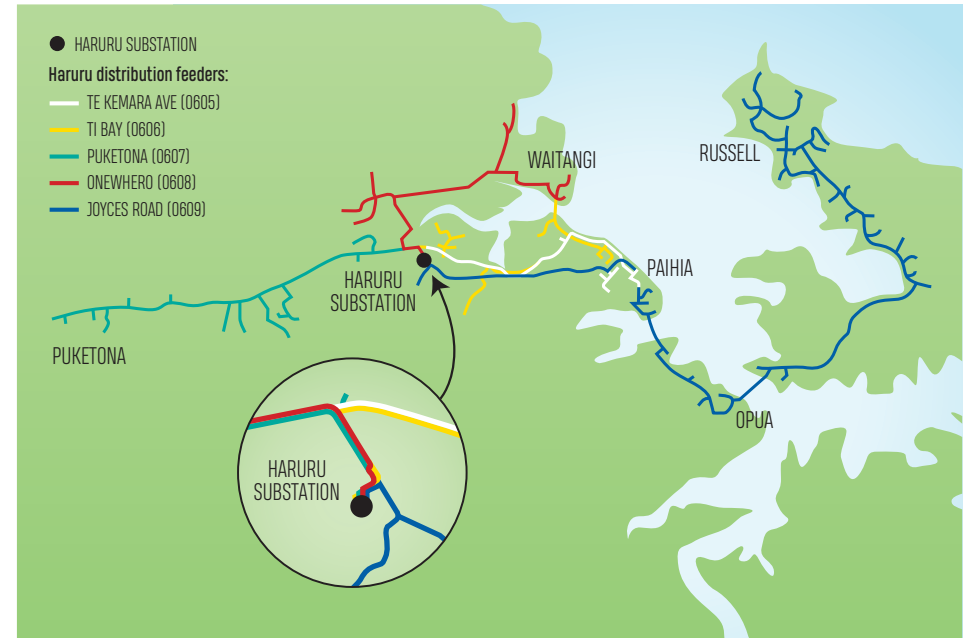 HARURU SUBSTATION
Haruru distribution feeders:
TE KEMARA AVE (0605)
TI BAY (0606)
PUKETONA (0607)
ONEWHERO (0608)
JOYCES ROAD (0609)
WAITANGI
RUSSELL
HARURU
SUBSTATION
PAIHIA
PUKETONA
OPUA
HARURU
SUBSTATION